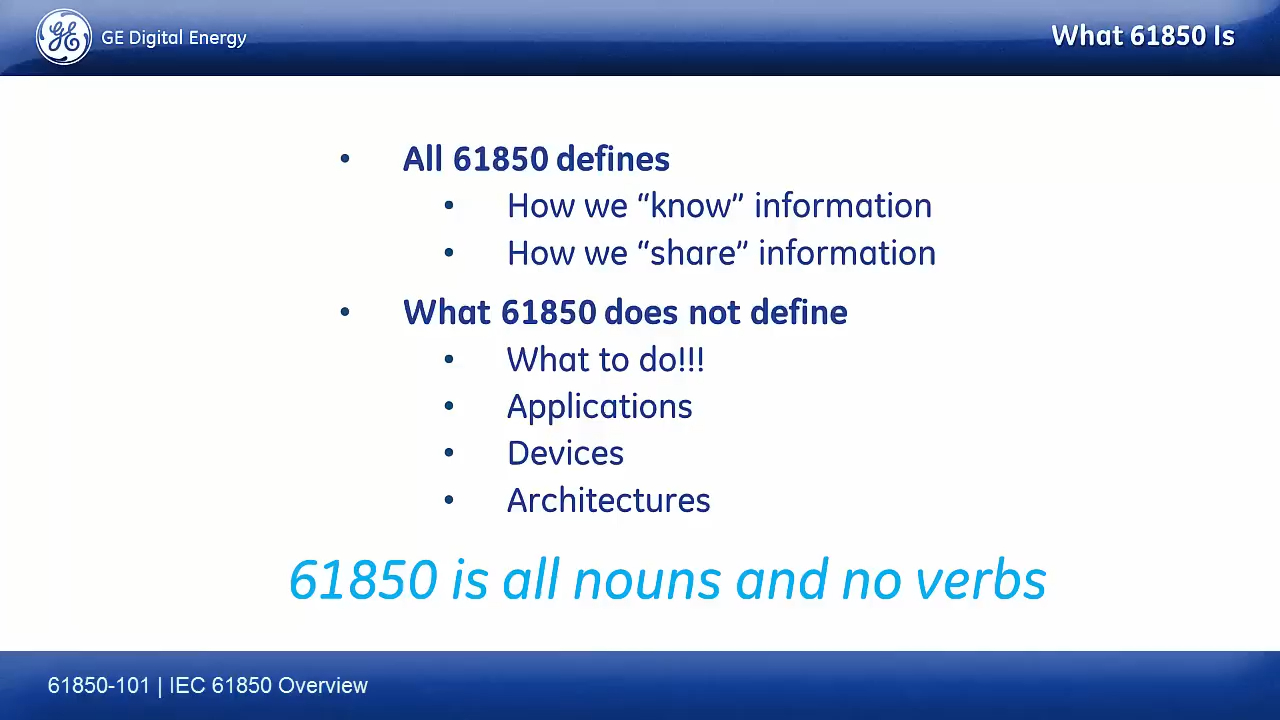 GE Digital Energy
What 61850 Is
• All 61850 defines
• How we “know” information
• How we “share” information
• What 61850 does not define
• What to do!!!
• Applications
• Devices
• Architectures
61850 is all nouns and no verbs
61850-101 | IEC 61850 Overview